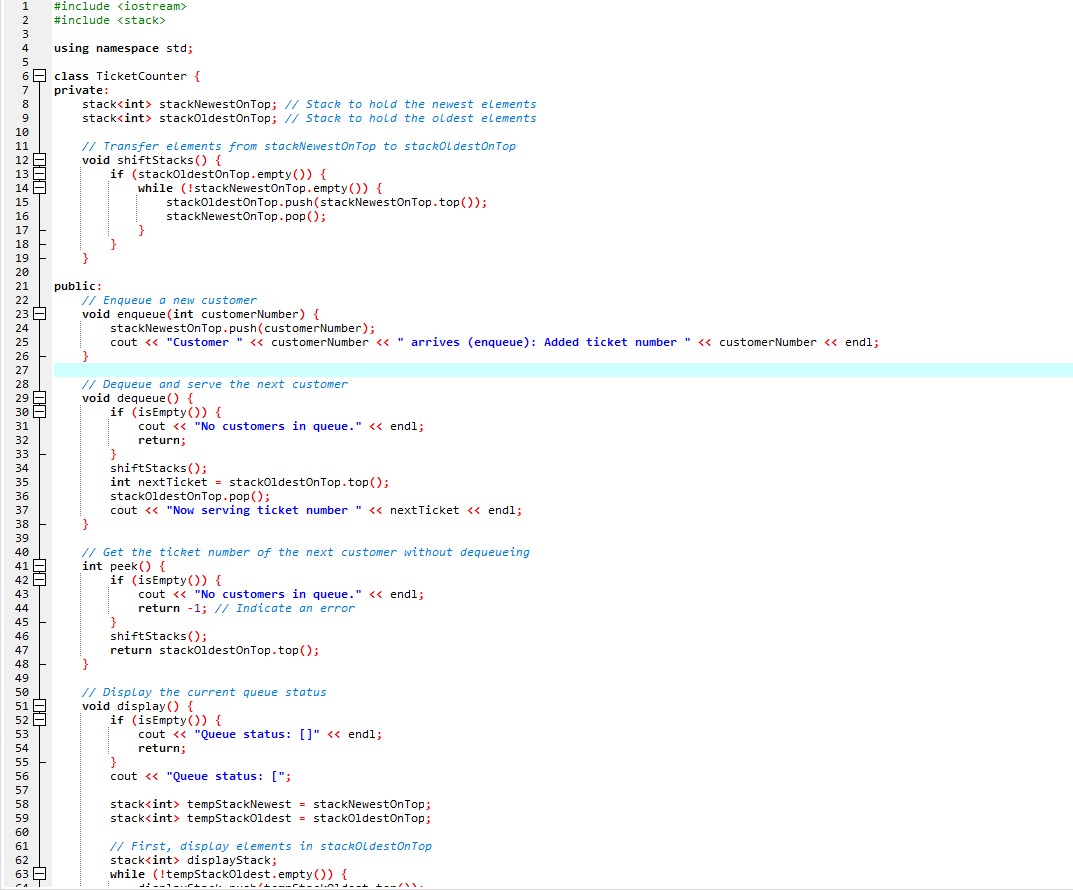 1 #include <iostream>
2 #include <stack>
3
4 using namespace std;
5
6 class TicketCounter {
7 private:
8     stack<int> stackNewestOnTop; // Stack to hold the newest elements
9     stack<int> stackOldestOnTop; // Stack to hold the oldest elements
10
11     // Transfer elements from stackNewestOnTop to stackOldestOnTop
12     void shiftStacks() {
13         if (stackOldestOnTop.empty()) {
14             while (!stackNewestOnTop.empty()) {
15                 stackOldestOnTop.push(stackNewestOnTop.top());
16                 stackNewestOnTop.pop();
17             }
18         }
19     }
20
21 public:
22     // Enqueue a new customer
23     void enqueue(int customerNumber) {
24         stackNewestOnTop.push(customerNumber);
25         cout << "Customer " << customerNumber << " arrives (enqueue): Added ticket number " << customerNumber << endl;
26     }
27
28     // Dequeue and serve the next customer
29     void dequeue() {
30         if (isEmpty()) {
31             cout << "No customers in queue." << endl;
32             return;
33         }
34         shiftStacks();
35         int nextTicket = stackOldestOnTop.top();
36         stackOldestOnTop.pop();
37         cout << "Now serving ticket number " << nextTicket << endl;
38     }
39
40     // Get the ticket number of the next customer without dequeueing
41     int peek() {
42         if (isEmpty()) {
43             cout << "No customers in queue." << endl;
44             return -1; // Indicate an error
45         }
46         shiftStacks();
47         return stackOldestOnTop.top();
48     }
49
50     // Display the current queue status
51     void display() {
52         if (isEmpty()) {
53             cout << "Queue status: []" << endl;
54             return;
55         }
56         cout << "Queue status: [";
57
58         stack<int> tempStackNewest = stackNewestOnTop;
59         stack<int> tempStackOldest = stackOldestOnTop;
60
61         // First, display elements in stackOldestOnTop
62         stack<int> displayStack;
63         while (!tempStackOldest.empty()) {